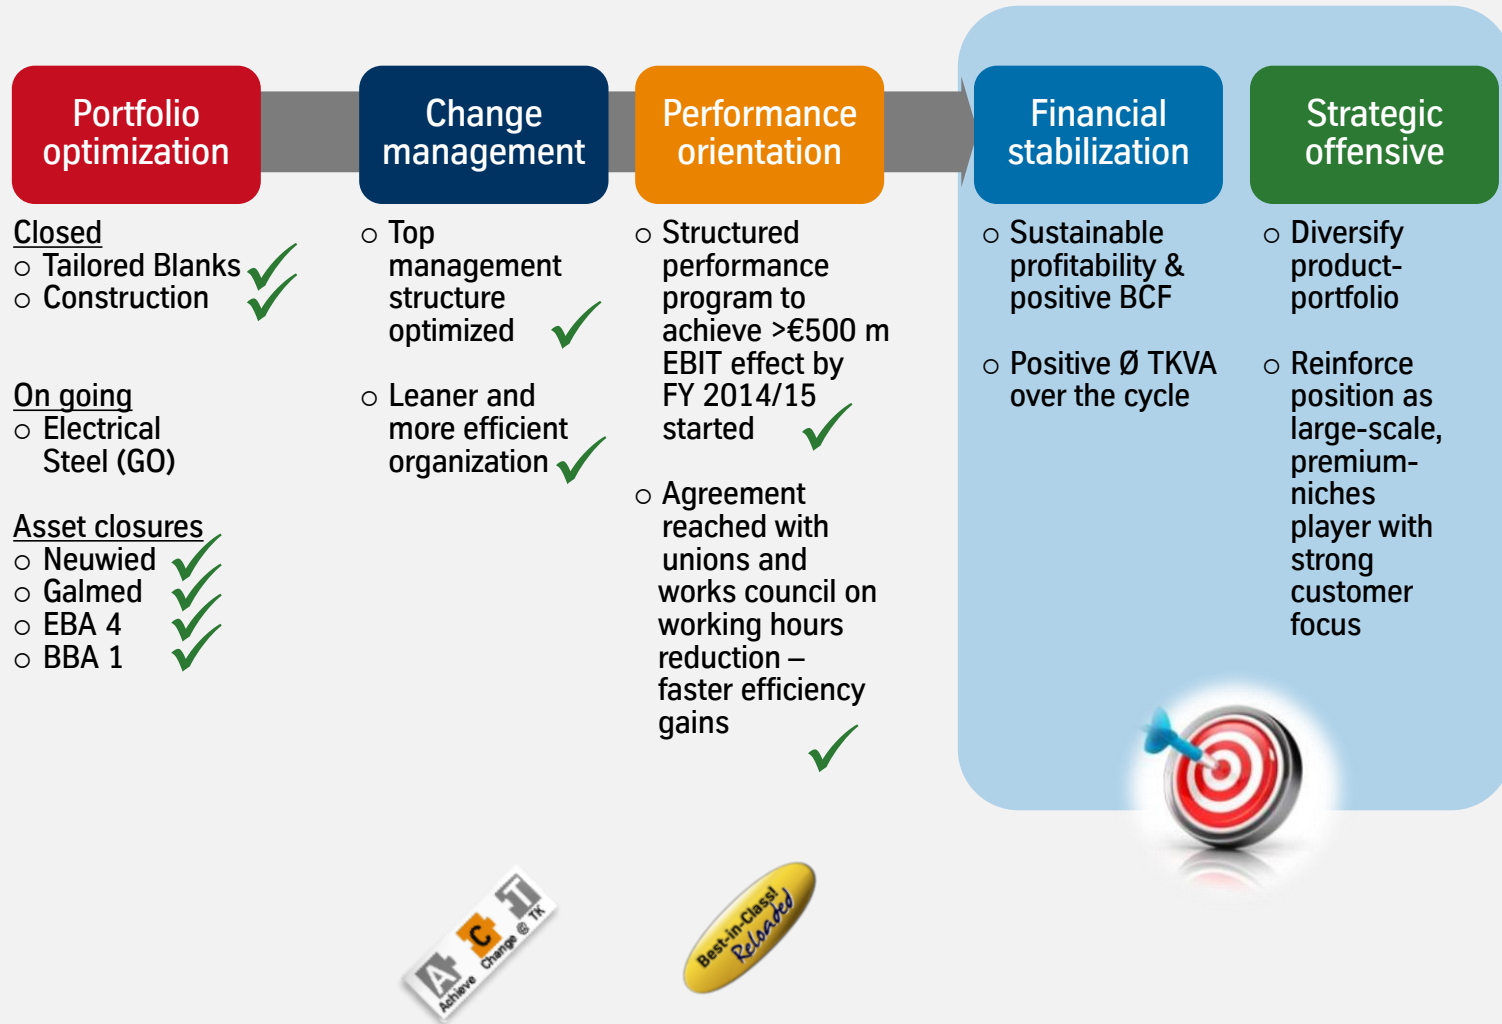 Portfolio
optimization
Closed
○ Tailored Blanks
○ Construction
On going
○ Electrical
Steel (GO)
Asset closures
○ Neuwied
○ Galmed
○ EBA 4
○ BBA 1
Change
management
○ Top
management
structure
optimized
○ Leaner and
more efficient
organization
Performance
orientation
○ Structured
performance
program to
achieve >€500 m
EBIT effect by
FY 2014/15
started
○ Agreement
reached with
unions and
works council on
working hours
reduction –
faster efficiency
gains
Financial
stabilization
○ Sustainable
profitability &
positive BCF
○ Positive Ø TKVA
over the cycle
Strategic
offensive
○ Diversify
product-
portfolio
○ Reinforce
position as
large-scale,
premium-
niches
player with
strong
customer
focus
A C T
Achieve Change @ TK
Best-in-Class!
Reloaded